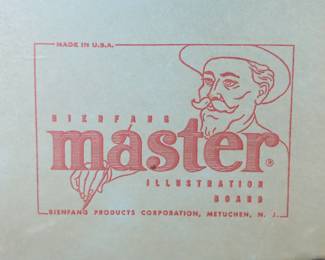 MADE IN U.S.A.
BIENFANG
master®
ILLUSTRATION
BOARD
BIENFANG PRODUCTS CORPORATION, METUCHEN, N. J.